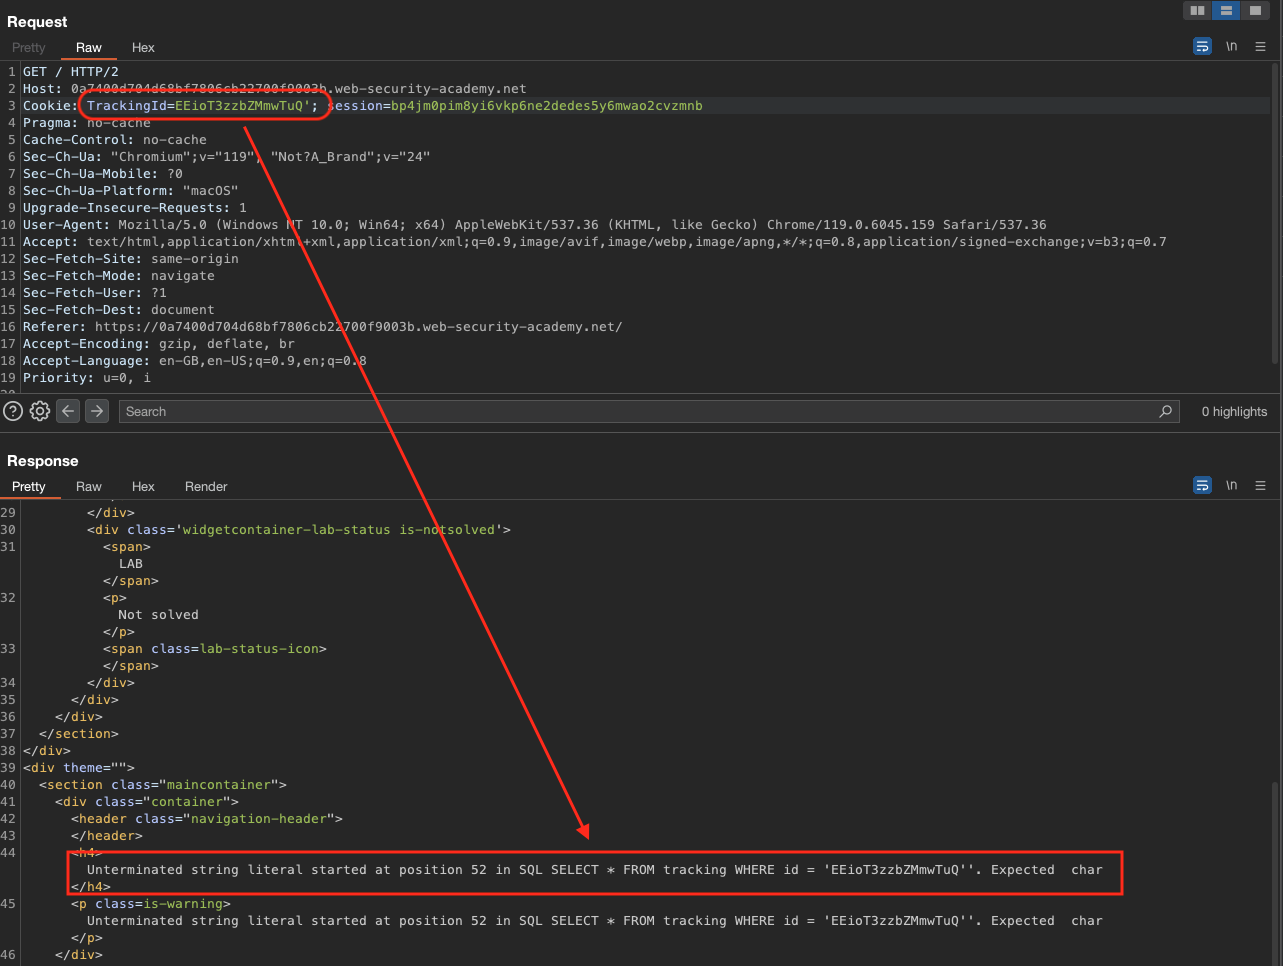 Request
Pretty Raw Hex \n
1 GET / HTTP/2
2 Host: 0a7400d704d68bf7806cb22700f9003b.web-security-academy.net
3 Cookie: TrackingId=EEioT3zzbZMmwTuQ'; session=bp4jm0pim8yi6vkp6ne2dedes5y6mwao2cvzmnb
4 Pragma: no-cache
5 Cache-Control: no-cache
6 Sec-Ch-Ua: "Chromium";v="119", "Not?A_Brand";v="24"
7 Sec-Ch-Ua-Mobile: ?0
8 Sec-Ch-Ua-Platform: "macOS"
9 Upgrade-Insecure-Requests: 1
10 User-Agent: Mozilla/5.0 (Windows NT 10.0; Win64; x64) AppleWebKit/537.36 (KHTML, like Gecko) Chrome/119.0.6045.159 Safari/537.36
11 Accept: text/html,application/xhtml+xml,application/xml;q=0.9,image/avif,image/webp,image/apng,*/*;q=0.8,application/signed-exchange;v=b3;q=0.7
12 Sec-Fetch-Site: same-origin
13 Sec-Fetch-Mode: navigate
14 Sec-Fetch-User: ?1
15 Sec-Fetch-Dest: document
16 Referer: https://0a7400d704d68bf7806cb22700f9003b.web-security-academy.net/
17 Accept-Encoding: gzip, deflate, br
18 Accept-Language: en-GB,en-US;q=0.9,en;q=0.8
19 Priority: u=0, i
20
Search 0 highlights
Response
Pretty Raw Hex Render \n
29 </div>
30 <div class='widgetcontainer-lab-status is-notsolved'>
31 <span>
LAB
</span>
32 <p>
Not solved
</p>
33 <span class=lab-status-icon>
</span>
34 </div>
35 </div>
36 </div>
37 </section>
38 </div>
39 <div theme="">
40 <section class="maincontainer">
41 <div class="container">
42 <header class="navigation-header">
43 </header>
44 <h4>
Unterminated string literal started at position 52 in SQL SELECT * FROM tracking WHERE id = 'EEioT3zzbZMmwTuQ''. Expected  char
</h4>
45 <p class=is-warning>
Unterminated string literal started at position 52 in SQL SELECT * FROM tracking WHERE id = 'EEioT3zzbZMmwTuQ''. Expected  char
</p>
46 </div>